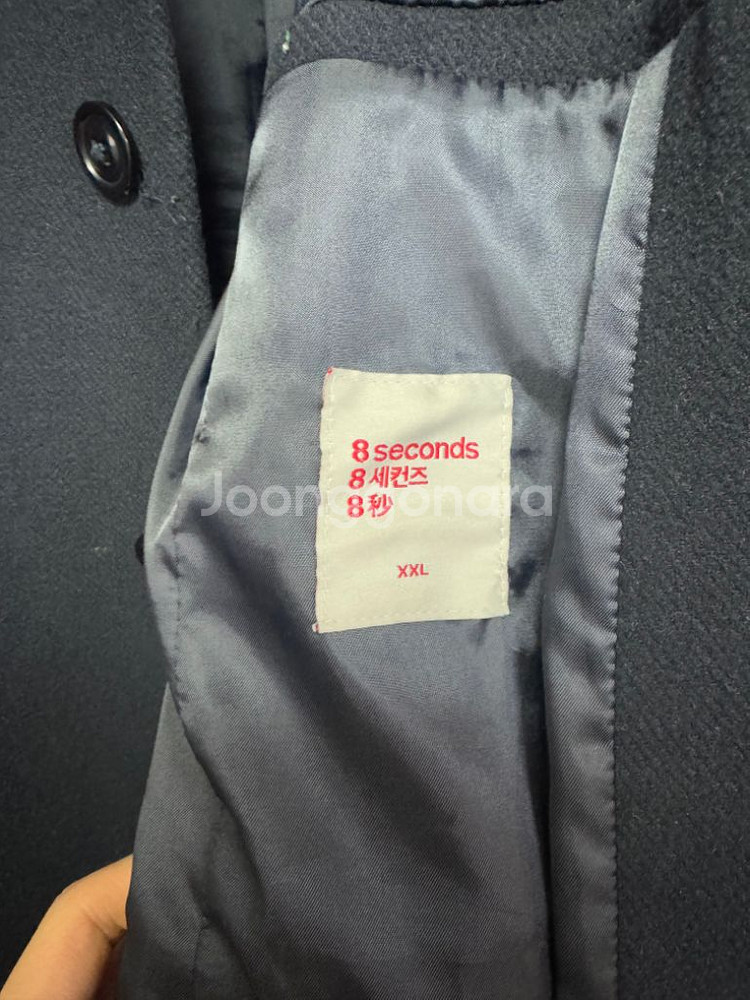 8 seconds
8 세컨즈
8 秒
Joonggonara
XXL